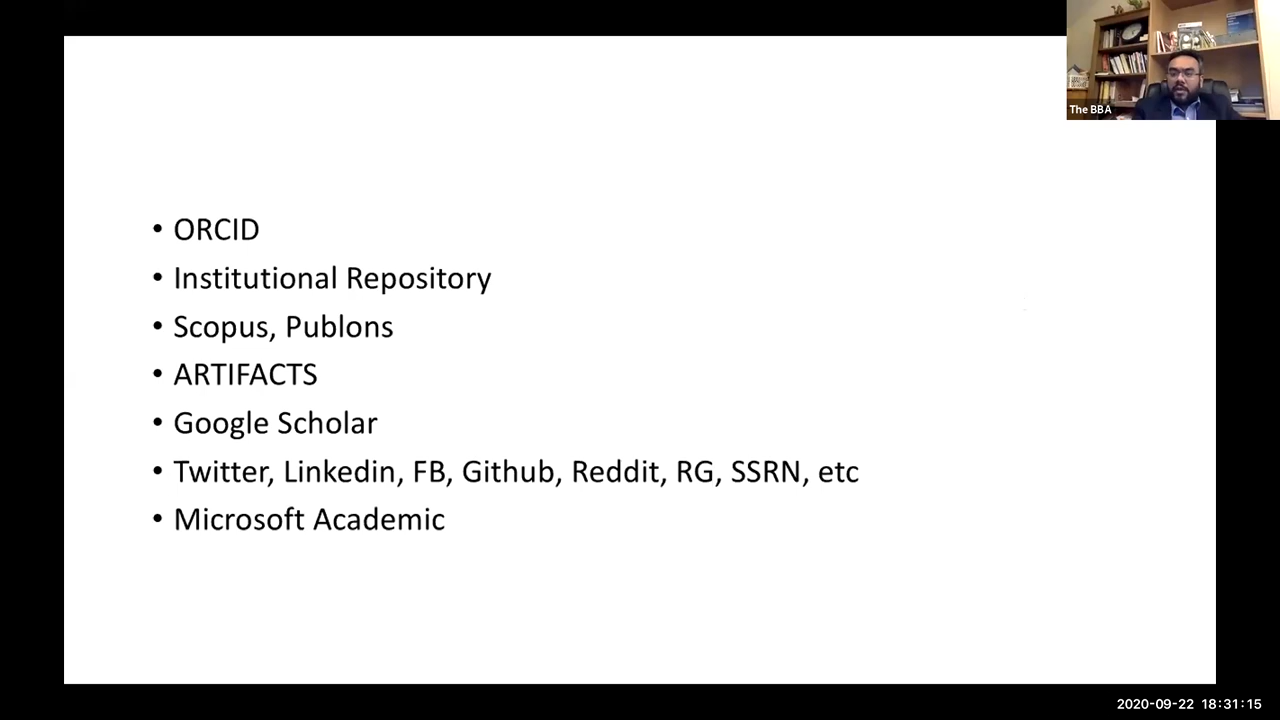 The BBA
• ORCID
• Institutional Repository
• Scopus, Publons
• ARTIFACTS
• Google Scholar
• Twitter, Linkedin, FB, Github, Reddit, RG, SSRN, etc
• Microsoft Academic
2020-09-22 18:31:15